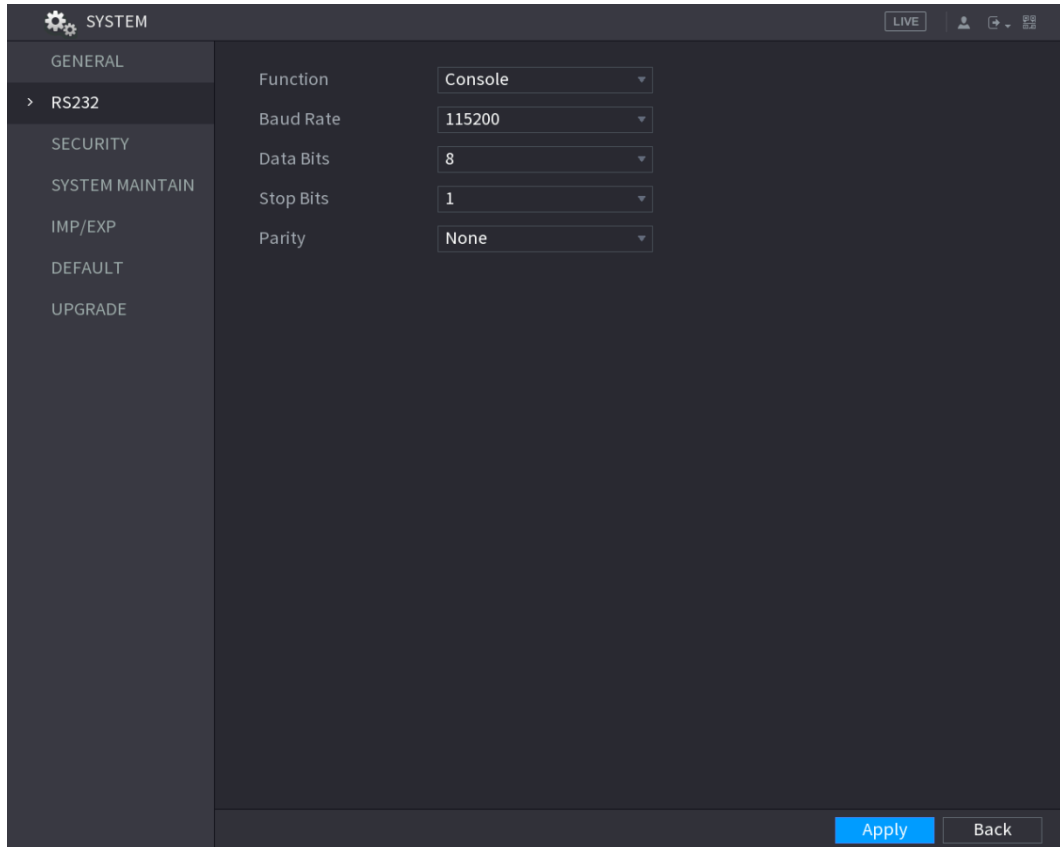 SYSTEM
LIVE
GENERAL
RS232
SECURITY
SYSTEM MAINTAIN
IMP/EXP
DEFAULT
UPGRADE
Function Console
Baud Rate 115200
Data Bits 8
Stop Bits 1
Parity None
Apply Back